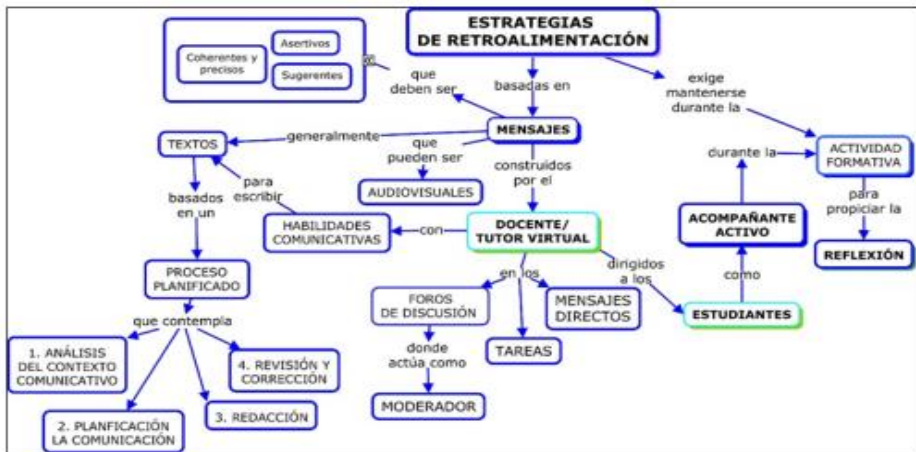 ESTRATEGIAS
DE RETROALIMENTACIÓN
Asertivos
Coherentes y
precisos
Sugerentes
que
deben ser
basadas en
exige
mantenerse
durante la
MENSAJES
generalmente
TEXTOS
que
pueden ser
construidos
por el
durante la
ACTIVIDAD
FORMATIVA
AUDIOVISUALES
basados
en un
para
escribir
para
propiciar la
HABILIDADES
COMUNICATIVAS
con
DOCENTE/
TUTOR VIRTUAL
ACOMPAÑANTE
ACTIVO
REFLEXIÓN
PROCESO
PLANIFICADO
en los
dirigidos
a los
como
FOROS
DE DISCUSIÓN
MENSAJES
DIRECTOS
ESTUDIANTES
que contempla
donde
actúa como
TAREAS
1. ANÁLISIS
DEL CONTEXTO
COMUNICATIVO
4. REVISIÓN Y
CORRECCIÓN
MODERADOR
2. PLANFICACIÓN
LA COMUNICACIÓN
3. REDACCIÓN